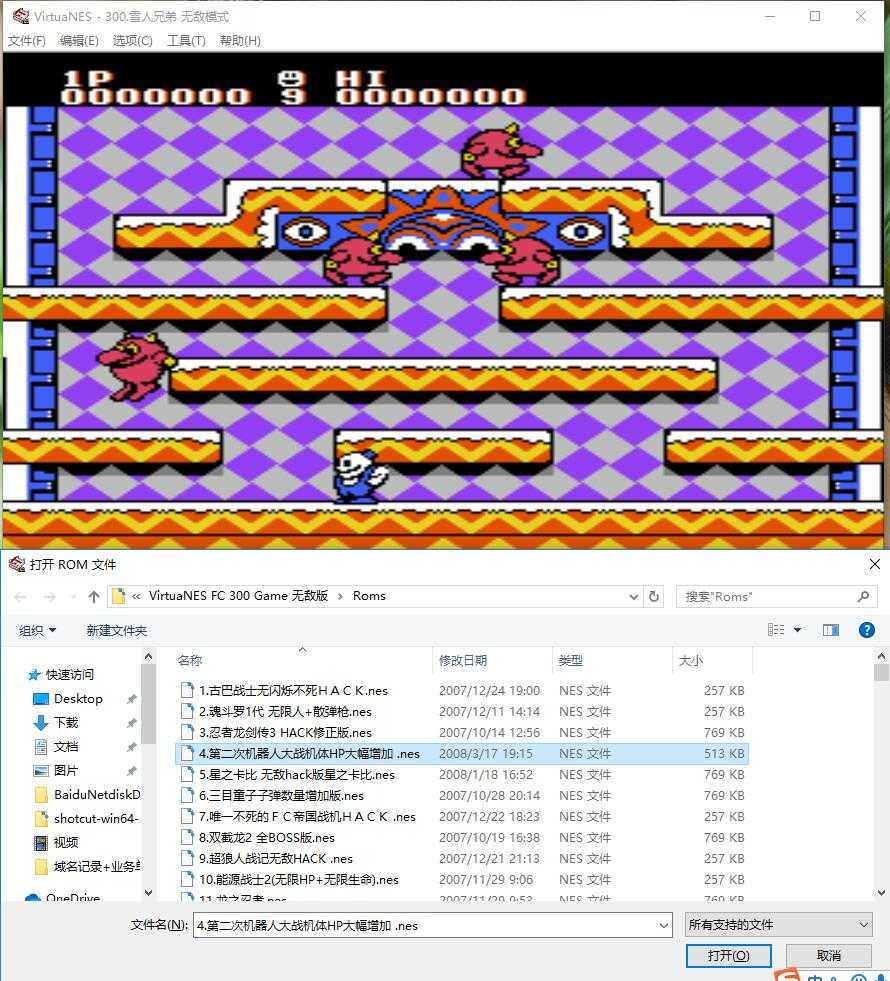 VirtuaNES - 300.雪人兄弟 无敌模式
文件(F) 编辑(E) 选项(C) 工具(T) 帮助(H)
1P HI
0000000 9 0000000
打开 ROM 文件
« VirtuaNES FC 300 Game 无敌版 › Roms 搜索"Roms"
组织 新建文件夹
名称 修改日期 类型 大小
快速访问
Desktop
下载
文档
图片
BaiduNetdiskD
shotcut-win64-
视频
域名记录+业务单
OneDrive
1.古巴战士无闪烁不死ＨＡＣＫ.nes 2007/12/24 19:00 NES 文件 257 KB
2.魂斗罗1代 无限人+散弹枪.nes 2007/12/11 14:14 NES 文件 257 KB
3.忍者龙剑传3 HACK修正版.nes 2007/10/14 12:56 NES 文件 769 KB
4.第二次机器人大战机体HP大幅增加 .nes 2008/3/17 19:15 NES 文件 513 KB
5.星之卡比 无敌hack版星之卡比.nes 2008/1/18 16:52 NES 文件 769 KB
6.三目童子子弹数量增加版.nes 2007/10/28 20:14 NES 文件 769 KB
7.唯一不死的ＦＣ帝国战机ＨＡＣＫ .nes 2007/12/22 18:23 NES 文件 257 KB
8.双截龙2 全BOSS版.nes 2007/10/19 16:38 NES 文件 257 KB
9.超狼人战记无敌HACK .nes 2007/12/21 21:13 NES 文件 257 KB
10.能源战士2(无限HP+无限生命).nes 2007/11/29 9:06 NES 文件 257 KB
11.龙之忍者.nes 2007/11/29 9:53 NES 文件 769 KB
文件名(N): 4.第二次机器人大战机体HP大幅增加 .nes 所有支持的文件
打开(O) 取消